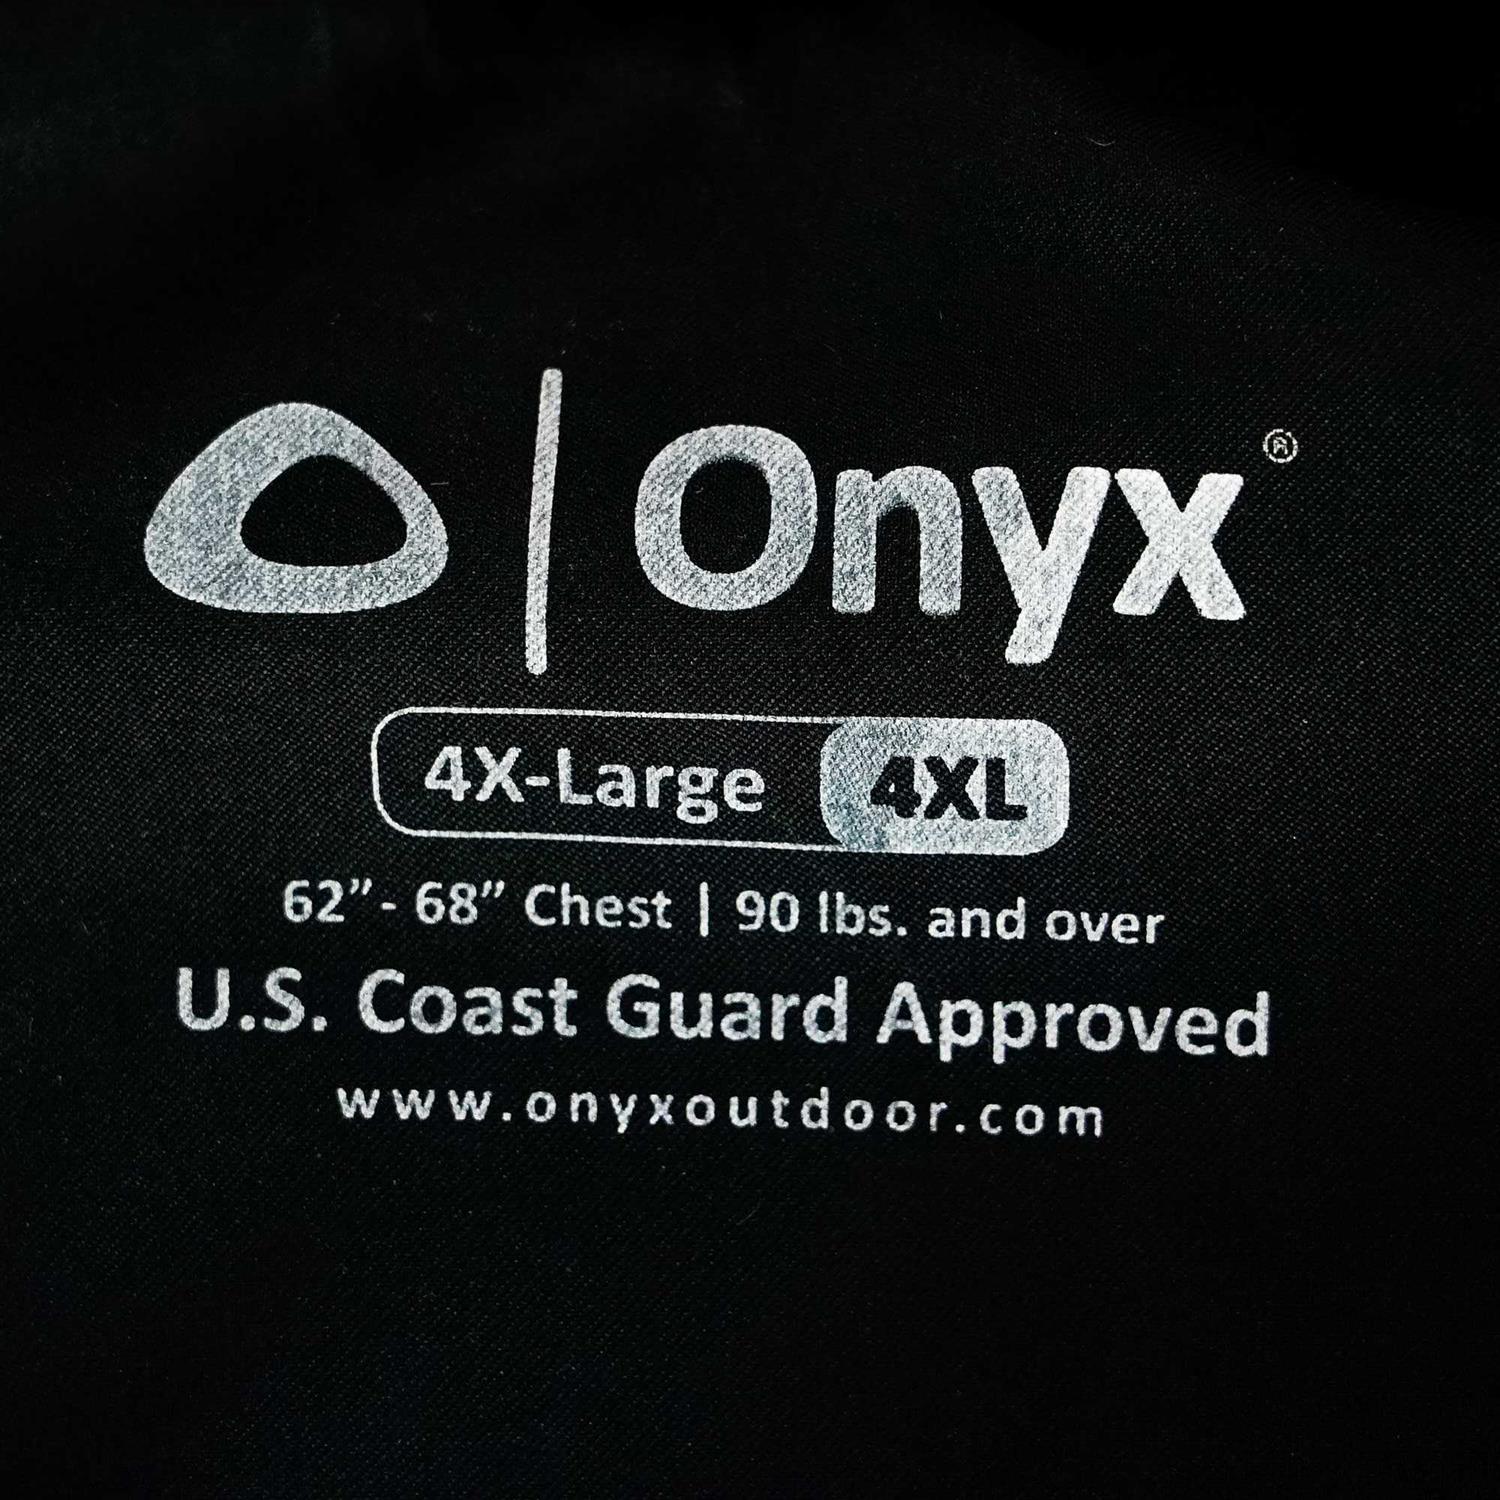 Onyx®
4X-Large 4XL
62”- 68” Chest | 90 lbs. and over
U.S. Coast Guard Approved
www.onyxoutdoor.com